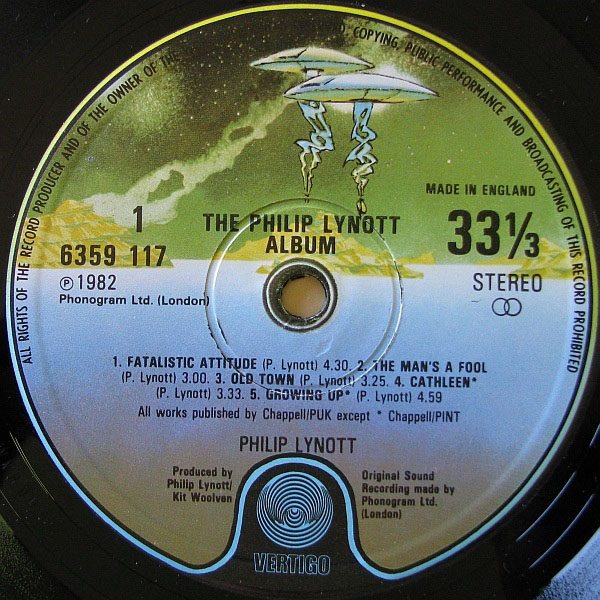 ALL RIGHTS OF THE RECORD PRODUCER AND OF THE OWNER OF THE
D. COPYING, PUBLIC PERFORMANCE AND BROADCASTING OF THIS RECORD PROHIBITED
MADE IN ENGLAND
1
THE PHILIP LYNOTT
33⅓
6359 117
ALBUM
℗ 1982
STEREO
Phonogram Ltd. (London)
1. FATALISTIC ATTITUDE (P. Lynott) 4.30. 2. THE MAN'S A FOOL
(P. Lynott) 3.00. 3. OLD TOWN (P. Lynott) 3.25. 4. CATHLEEN*
(P. Lynott) 3.33. 5. GROWING UP* (P. Lynott) 4.59
All works published by Chappell/PUK except * Chappell/PINT
PHILIP LYNOTT
Produced by
Philip Lynott/
Kit Woolven
Original Sound
Recording made by
Phonogram Ltd.
(London)
VERTIGO